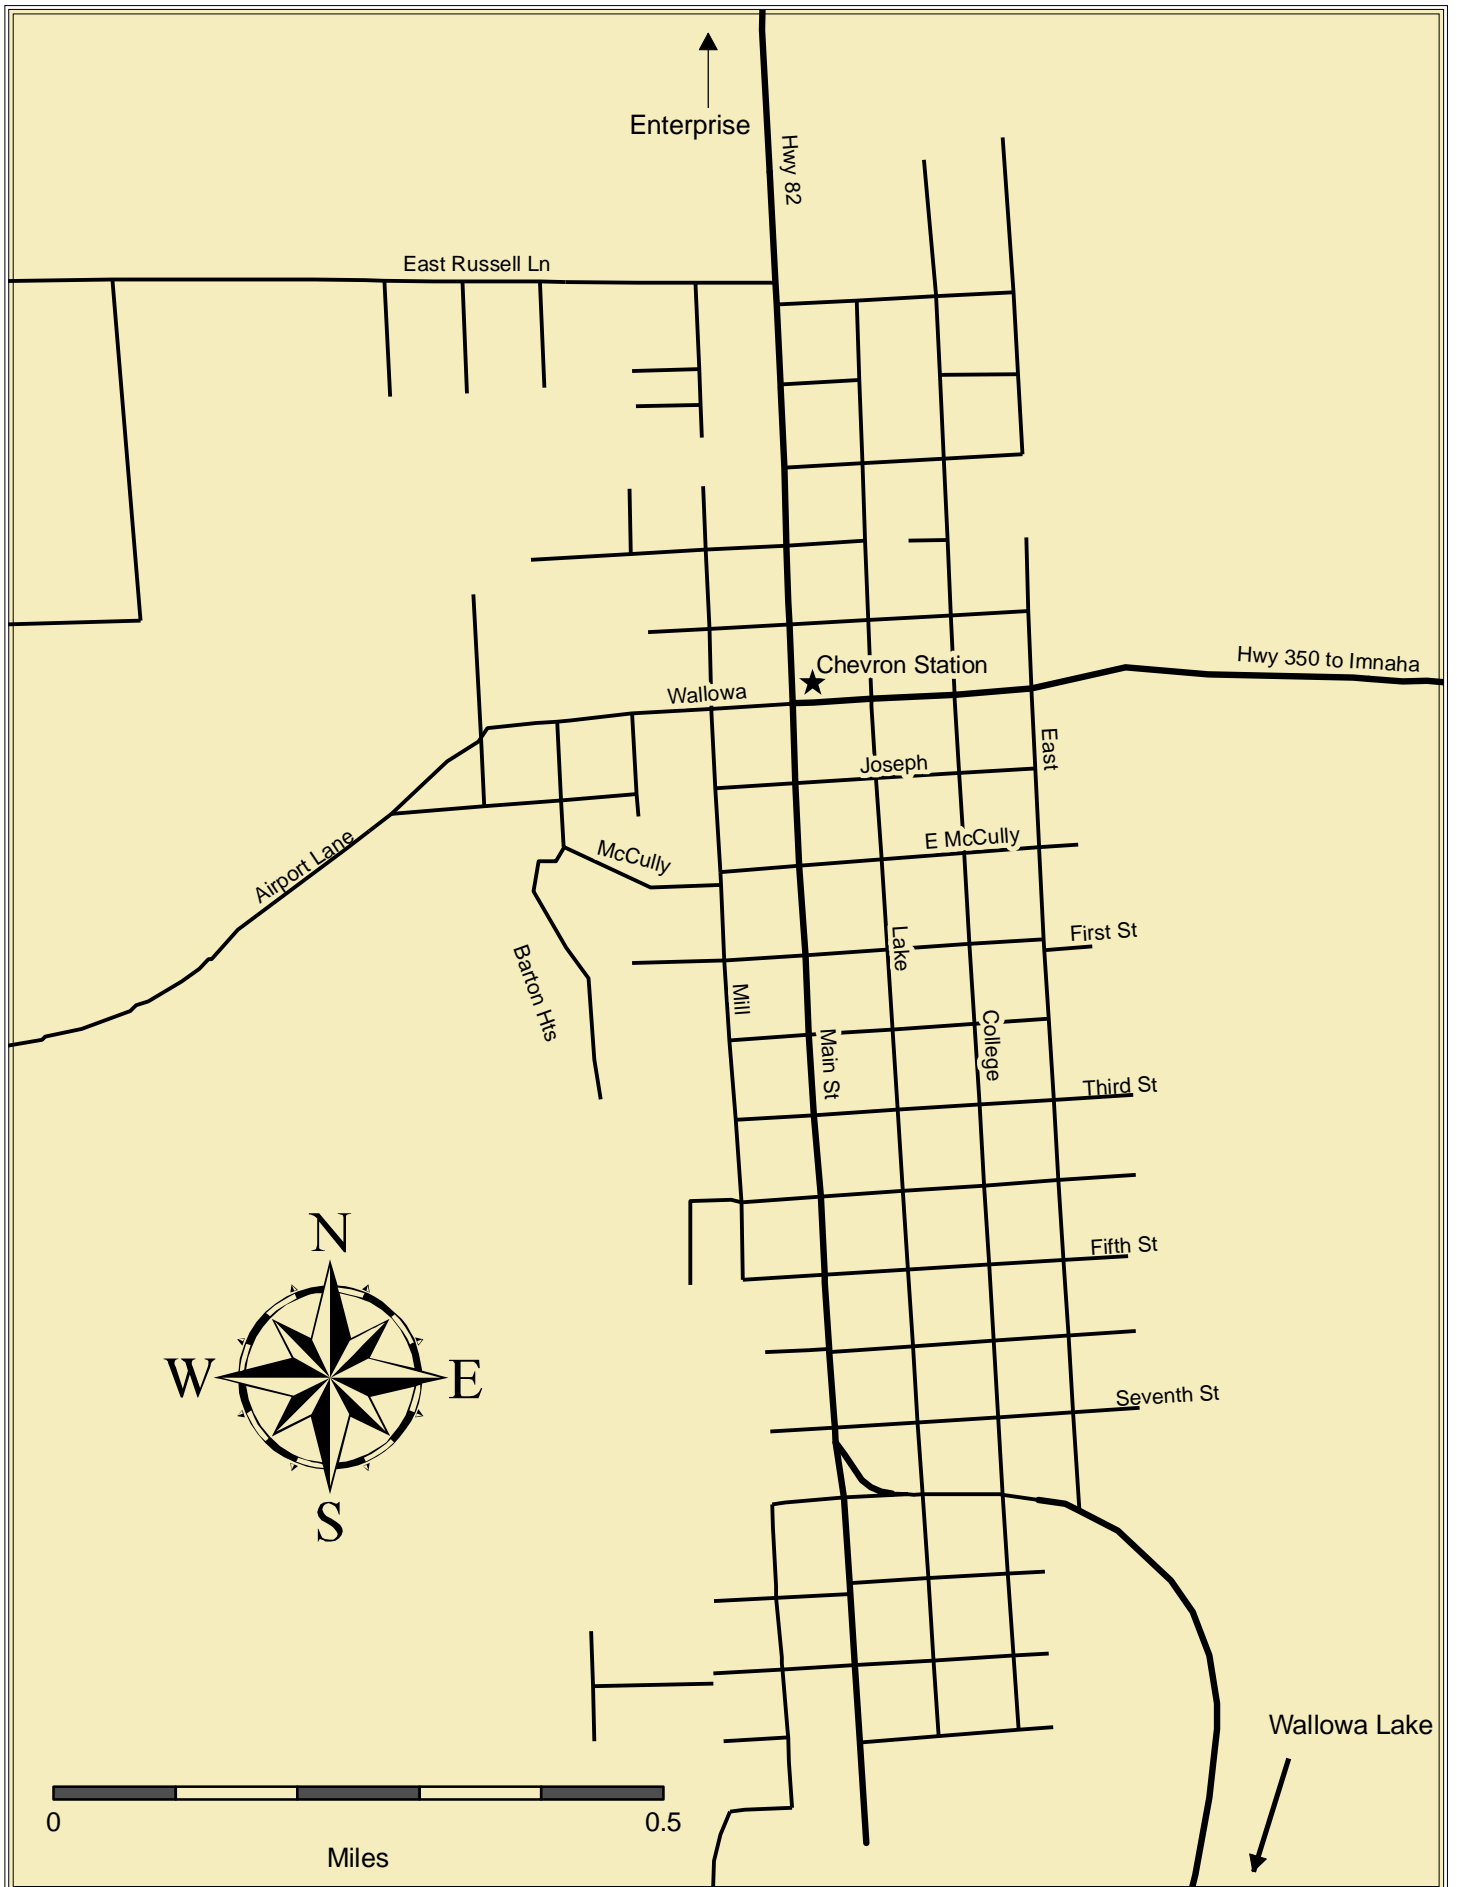 Enterprise
Hwy 82
East Russell Ln
Chevron Station
Hwy 350 to Imnaha
Wallowa
East
Joseph
E McCully
McCully
Airport Lane
First St
Lake
Barton Hts
Mill
College
Main St
Third St
N
Fifth St
W
E
Seventh St
S
Wallowa Lake
0
0.5
Miles